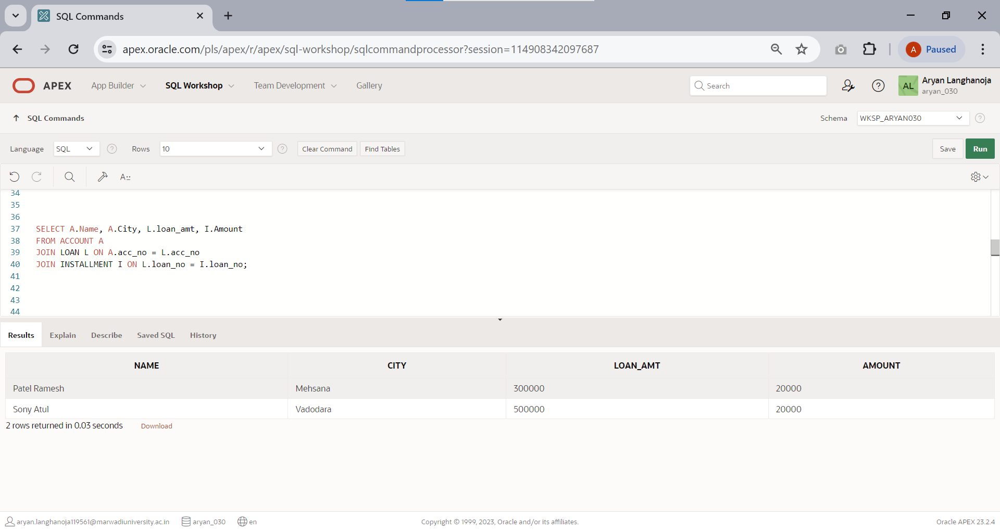 SQL Commands
apex.oracle.com/pls/apex/r/apex/sql-workshop/sqlcommandprocessor?session=114908342097687
A Paused
APEX App Builder SQL Workshop Team Development Gallery Search AL Aryan Langhanoja
aryan_030
SQL Commands Schema WKSP_ARYAN030
Language SQL Rows 10 Clear Command Find Tables Save Run
A
34
35
36
37 SELECT A.Name, A.City, L.loan_amt, I.Amount
38 FROM ACCOUNT A
39 JOIN LOAN L ON A.acc_no = L.acc_no
40 JOIN INSTALLMENT I ON L.loan_no = I.loan_no;
41
42
43
44
Results Explain Describe Saved SQL History
NAME CITY LOAN_AMT AMOUNT
Patel Ramesh Mehsana 300000 20000
Sony Atul Vadodara 500000 20000
2 rows returned in 0.03 seconds Download
aryan.langhanoja119561@marwadiuniversity.ac.in aryan_030 en Copyright © 1999, 2023, Oracle and/or its affiliates. Oracle APEX 23.2.4